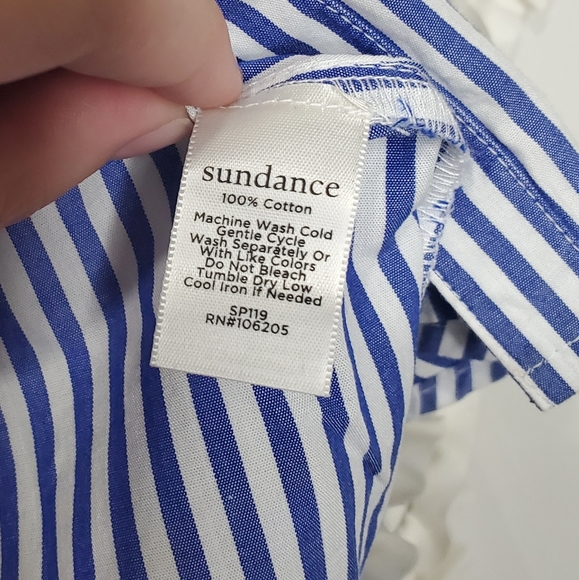 sundance
100% Cotton
Machine Wash Cold
Gentle Cycle
Wash Separately Or
With Like Colors
Do Not Bleach
Tumble Dry Low
Cool Iron If Needed
SP119
RN#106205